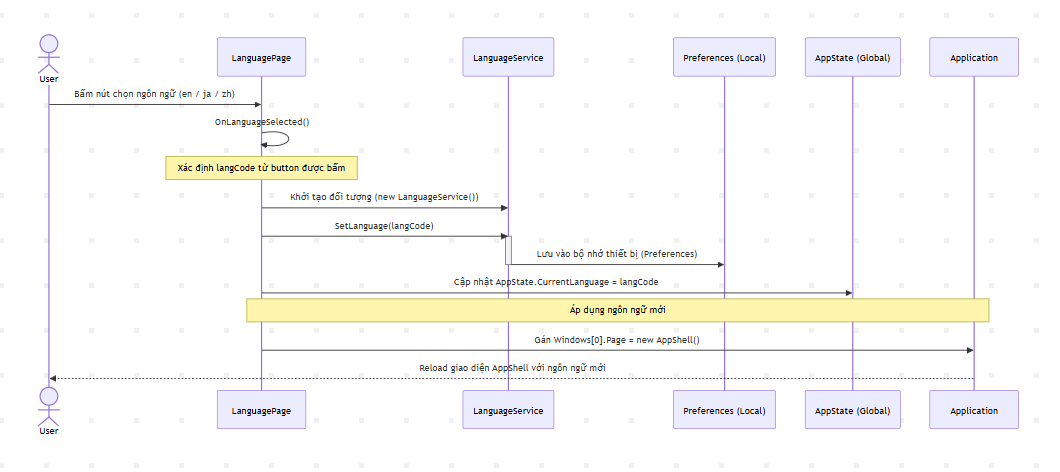 User
LanguagePage
LanguageService
Preferences (Local)
AppState (Global)
Application
Bấm nút chọn ngôn ngữ (en / ja / zh)
OnLanguageSelected()
Xác định langCode từ button được bấm
Khởi tạo đối tượng (new LanguageService())
SetLanguage(langCode)
Lưu vào bộ nhớ thiết bị (Preferences)
Cập nhật AppState.CurrentLanguage = langCode
Áp dụng ngôn ngữ mới
Gán Windows[0].Page = new AppShell()
Reload giao diện AppShell với ngôn ngữ mới
User
LanguagePage
LanguageService
Preferences (Local)
AppState (Global)
Application